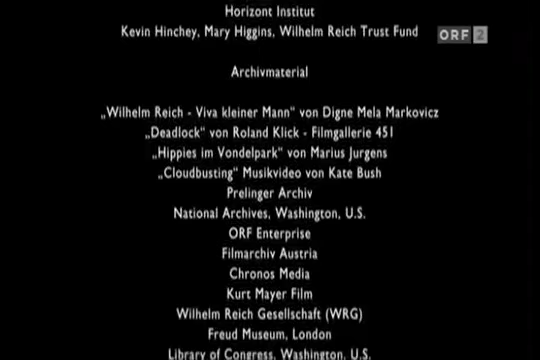 Horizont Institut
Kevin Hinchey, Mary Higgins, Wilhelm Reich Trust Fund
ORF 2
Archivmaterial
„Wilhelm Reich - Viva kleiner Mann" von Digne Mela Markovicz
„Deadlock" von Roland Klick - Filmgallerie 451
„Hippies im Vondelpark" von Marius Jurgens
„Cloudbusting" Musikvideo von Kate Bush
Prelinger Archiv
National Archives, Washington, U.S.
ORF Enterprise
Filmarchiv Austria
Chronos Media
Kurt Mayer Film
Wilhelm Reich Gesellschaft (WRG)
Freud Museum, London
Library of Congress, Washington, U.S.